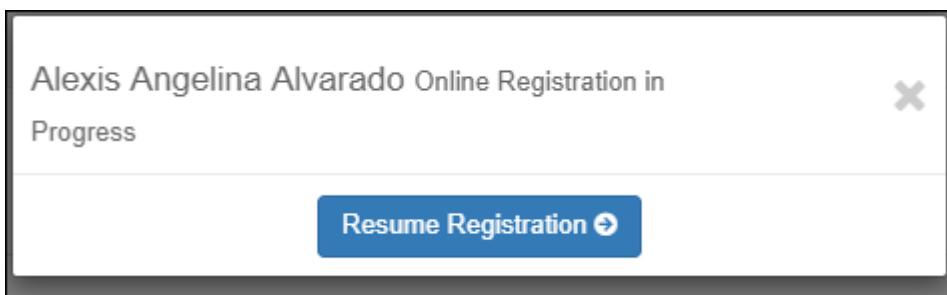 Alexis Angelina Alvarado Online Registration in
Progress
Resume Registration